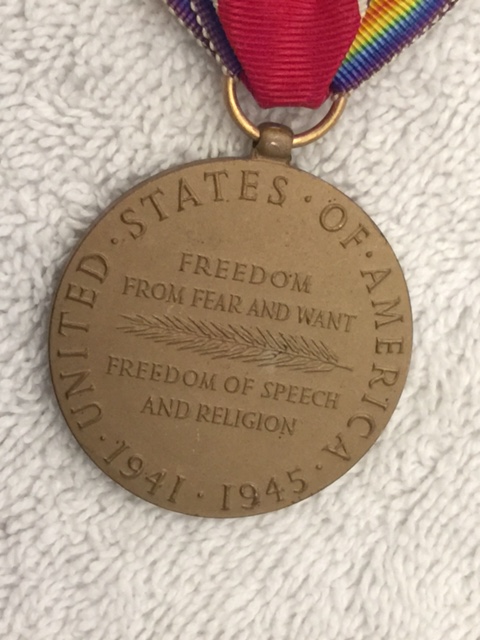 UNITED · STATES · OF · AMERICA · 1941 · 1945 ·
FREEDOM
FROM FEAR AND WANT
FREEDOM OF SPEECH
AND RELIGION